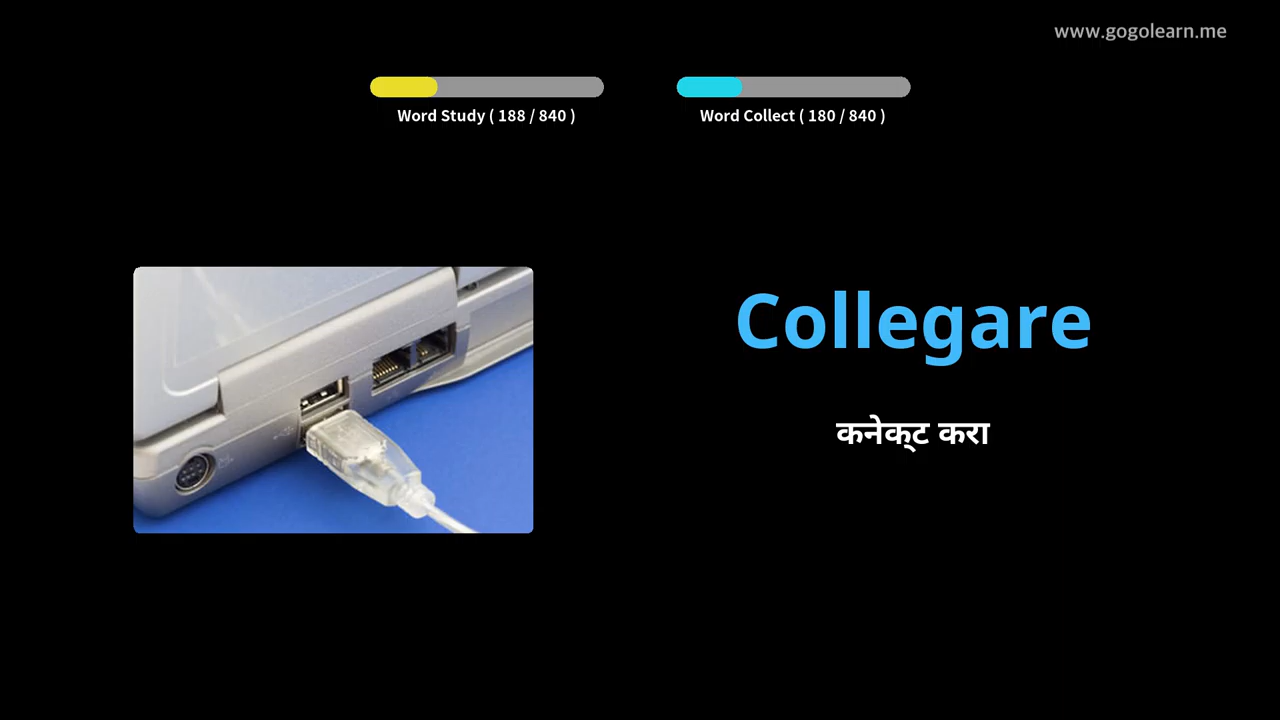 www.gogolearn.me
Word Study ( 188 / 840 )
Word Collect ( 180 / 840 )
Collegare
कनेक्ट करा